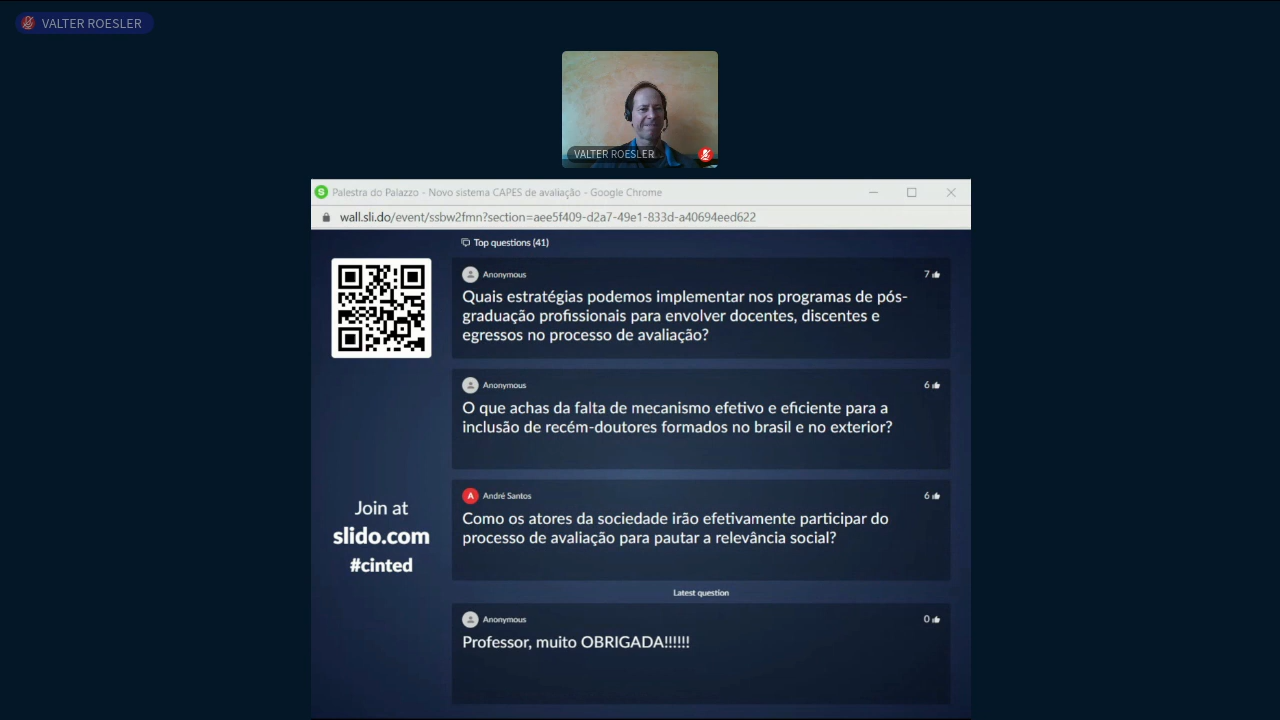 VALTER ROESLER
VALTER ROESLER
Palestra do Palazzo - Novo sistema CAPES de avaliação - Google Chrome
wall.sli.do/event/ssbw2fmn?section=aee5f409-d2a7-49e1-833d-a40694eed622
Top questions (41)
Anonymous
7
Quais estratégias podemos implementar nos programas de pós-
graduação profissionais para envolver docentes, discentes e
egressos no processo de avaliação?
Anonymous
6
O que achas da falta de mecanismo efetivo e eficiente para a
inclusão de recém-doutores formados no brasil e no exterior?
A
André Santos
6
Como os atores da sociedade irão efetivamente participar do
processo de avaliação para pautar a relevância social?
Join at
slido.com
#cinted
Latest question
Anonymous
0
Professor, muito OBRIGADA!!!!!!